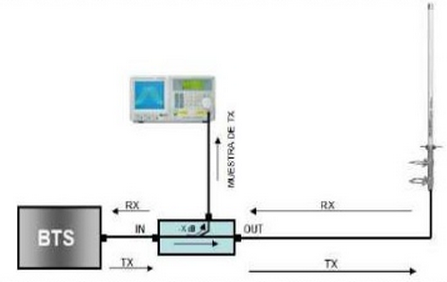 MUESTRA DE TX
RX
RX
-X dB
BTS
IN
OUT
TX
TX